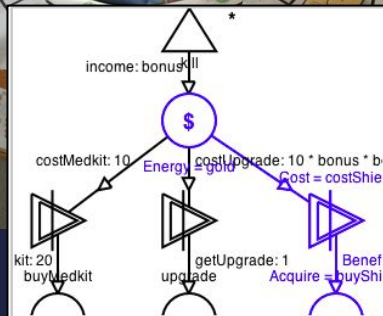 *
kill
income: bonus
$
costMedkit: 10
Energy = gold
costUpgrade: 10 * bonus * b
Cost = costShie
kit: 20
getUpgrade: 1
Benef
buyMedkit
upgrade
Acquire = buyShi